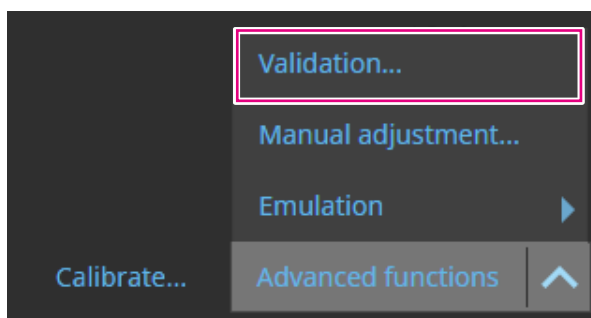 Validation...
Manual adjustment...
Emulation
Calibrate... Advanced functions